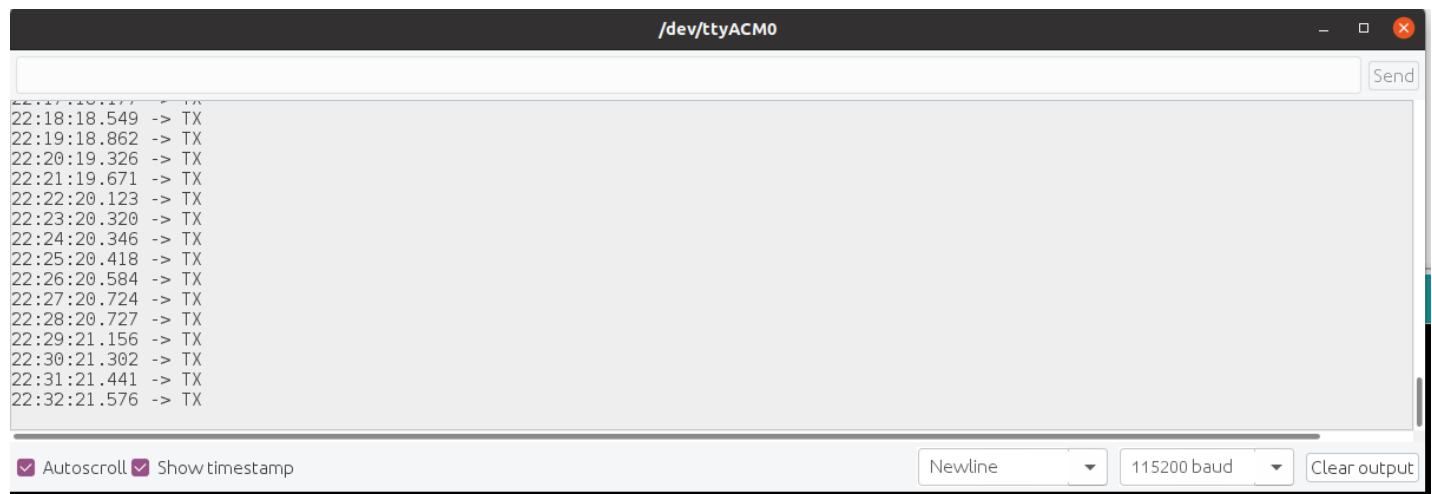 /dev/ttyACM0
Send
22:18:18.549 -> TX
22:19:18.862 -> TX
22:20:19.326 -> TX
22:21:19.671 -> TX
22:22:20.123 -> TX
22:23:20.320 -> TX
22:24:20.346 -> TX
22:25:20.418 -> TX
22:26:20.584 -> TX
22:27:20.724 -> TX
22:28:20.727 -> TX
22:29:21.156 -> TX
22:30:21.302 -> TX
22:31:21.441 -> TX
22:32:21.576 -> TX
Autoscroll Show timestamp Newline 115200 baud Clear output